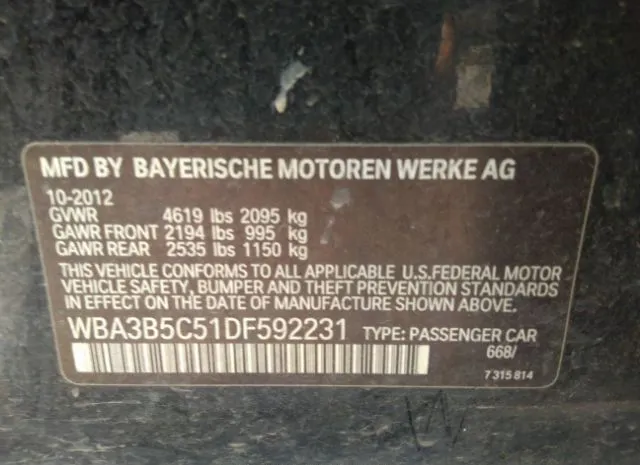 MFD BY BAYERISCHE MOTOREN WERKE AG
10-2012
GVWR 4619 lbs 2095 kg
GAWR FRONT 2194 lbs 995 kg
GAWR REAR 2535 lbs 1150 kg
THIS VEHICLE CONFORMS TO ALL APPLICABLE U.S.FEDERAL MOTOR
VEHICLE SAFETY, BUMPER AND THEFT PREVENTION STANDARDS
IN EFFECT ON THE DATE OF MANUFACTURE SHOWN ABOVE.
WBA3B5C51DF592231 TYPE: PASSENGER CAR
668/
7 315 814